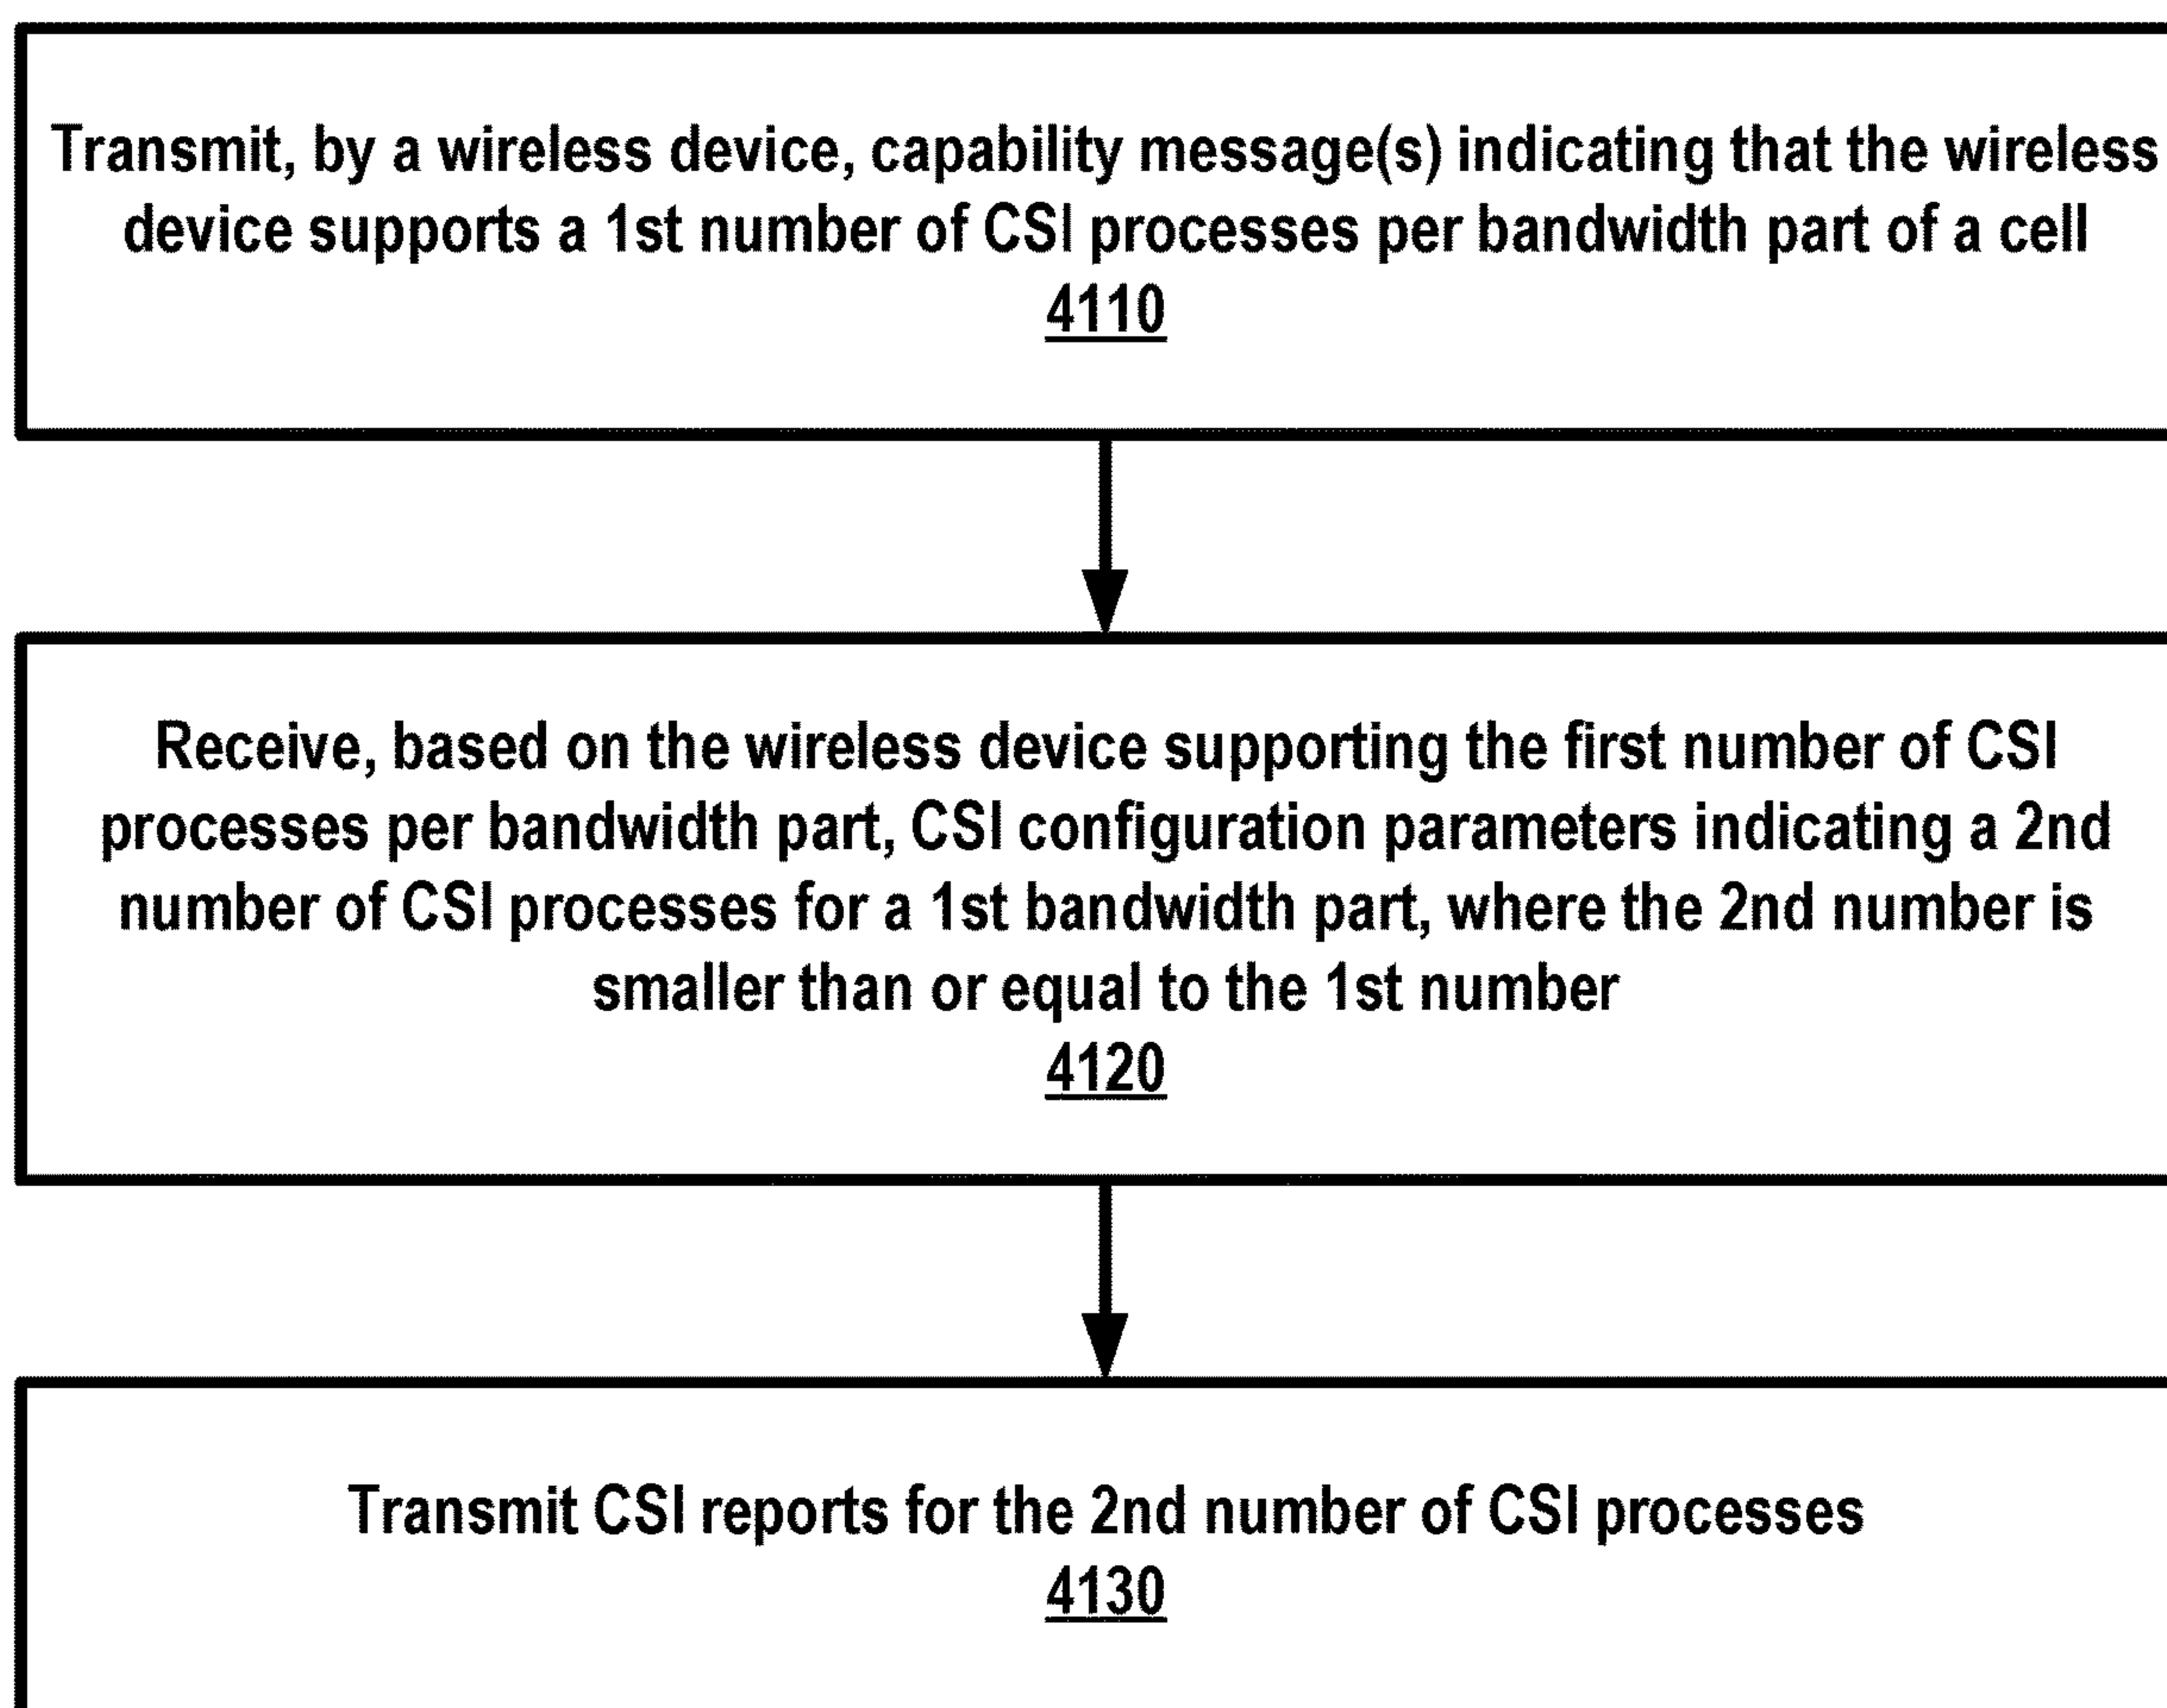 Transmit, by a wireless device, capability message(s) indicating that the wireless
device supports a 1st number of CSI processes per bandwidth part of a cell
4110
Receive, based on the wireless device supporting the first number of CSI
processes per bandwidth part, CSI configuration parameters indicating a 2nd
number of CSI processes for a 1st bandwidth part, where the 2nd number is
smaller than or equal to the 1st number
4120
Transmit CSI reports for the 2nd number of CSI processes
4130